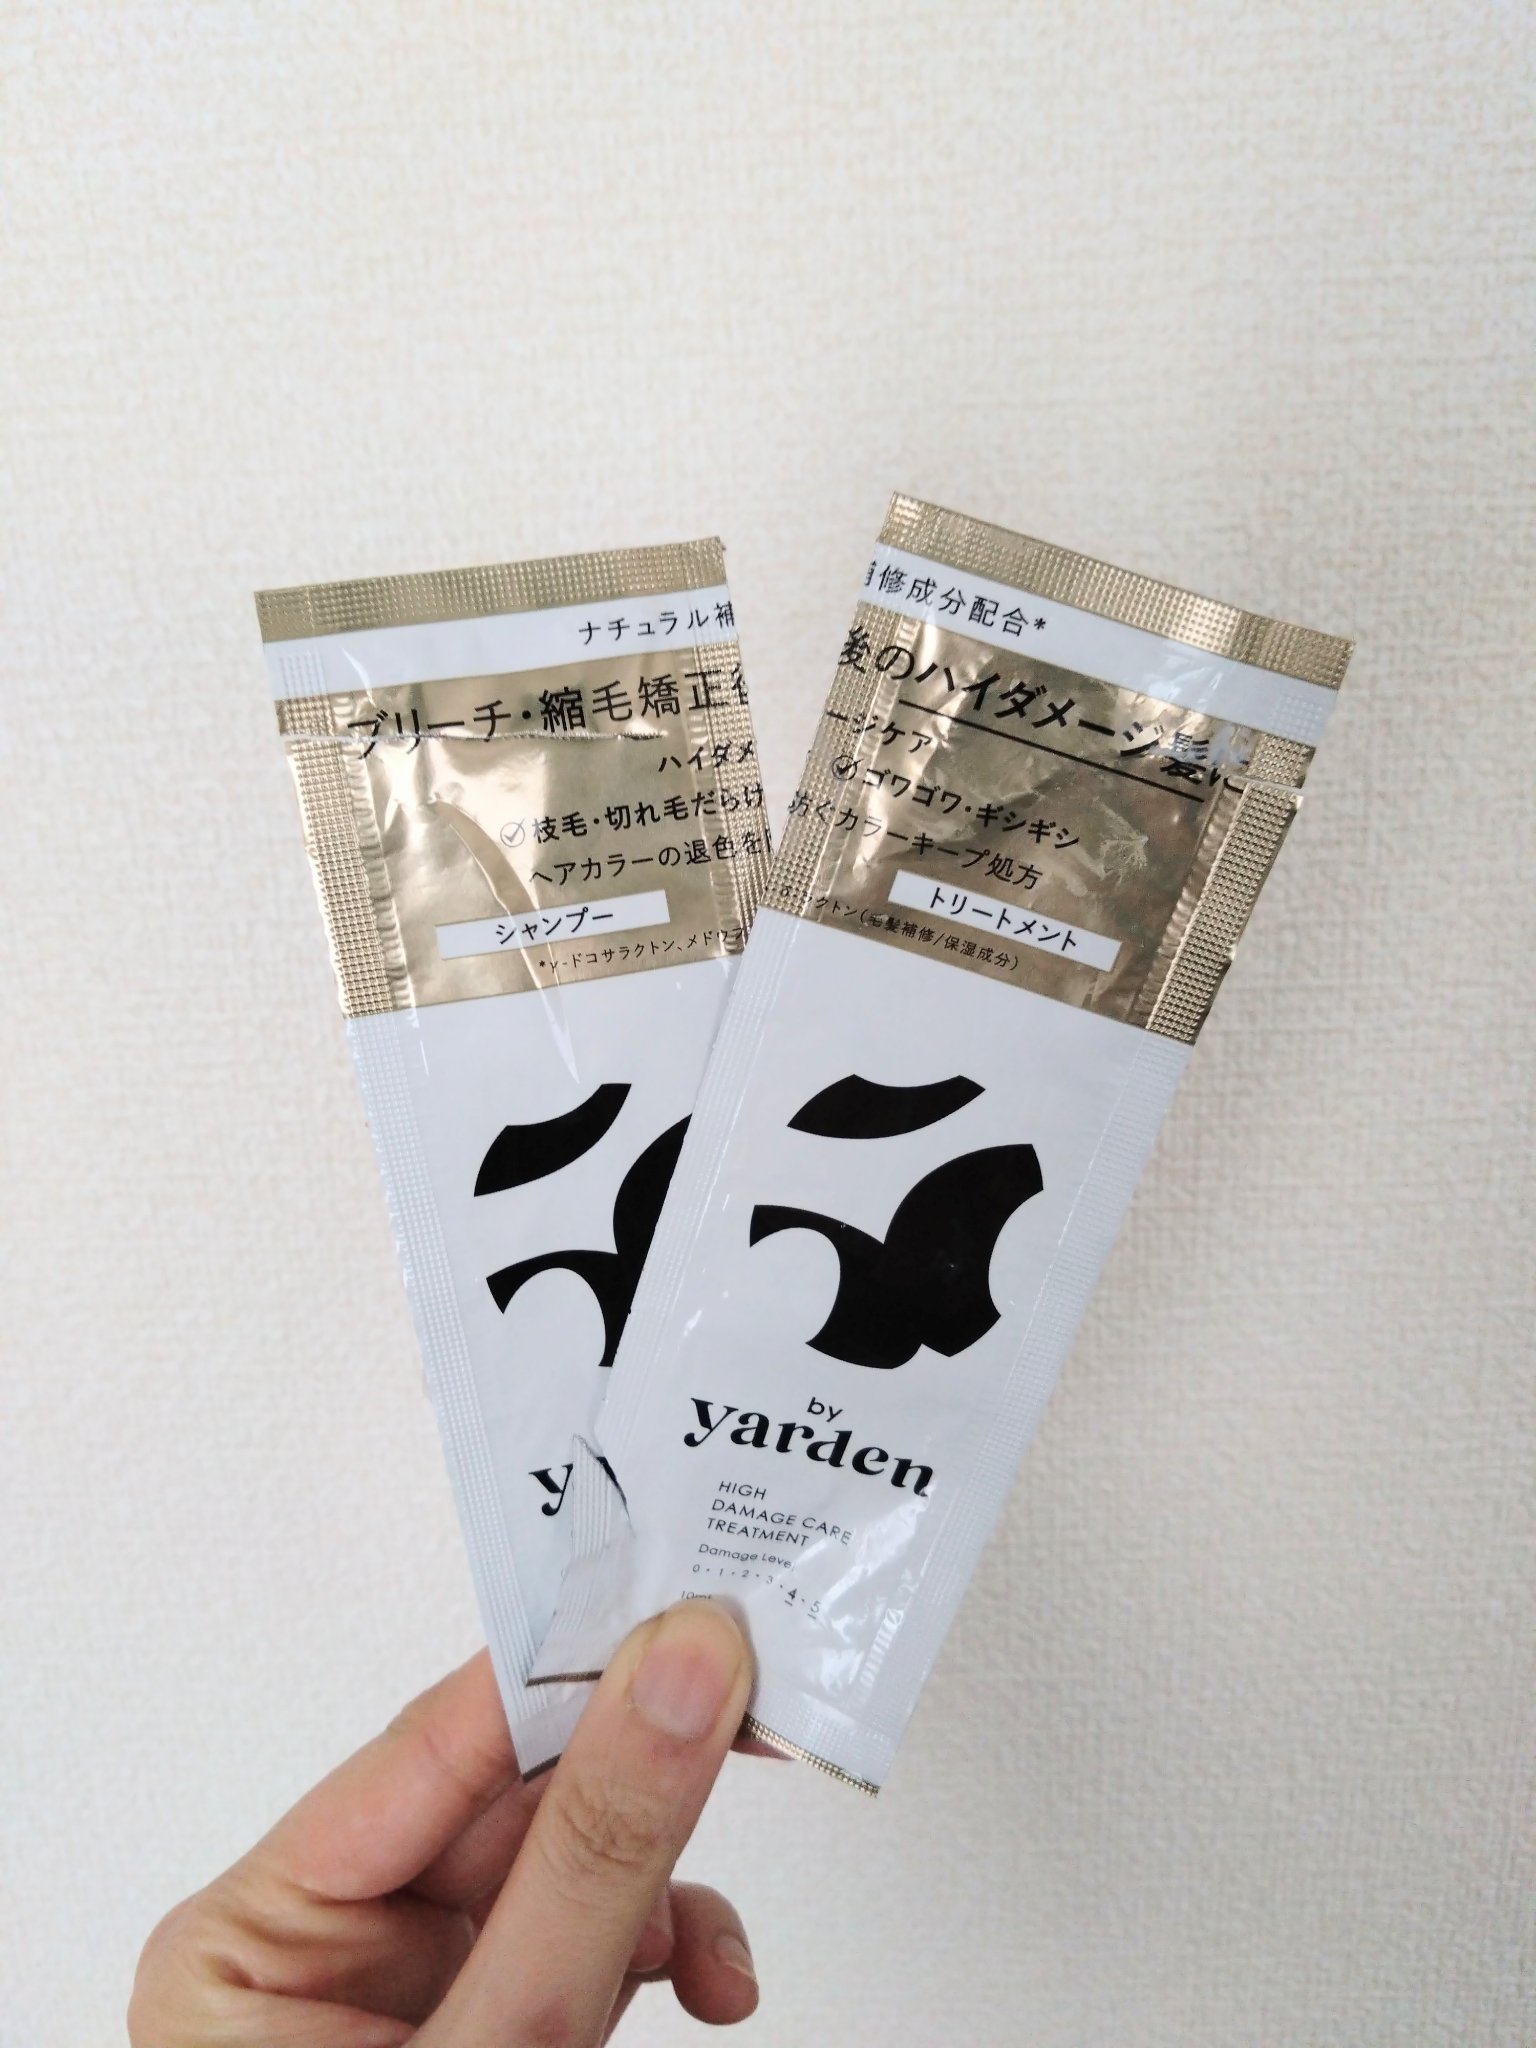 ナチュラル補
ブリーチ・縮毛矯正
ハイダメ
枝毛・切れ毛だらけ
ヘアカラーの退色を
シャンプー
*γ-ドコサラクトン、メドウラ
修成分配合*
後のハイダメージ髪に
ージケア
ゴワゴワ・ギシギシ
防ぐカラーキープ処方
トリートメント
ラクトン(毛髪補修/保湿成分)
by
yarden
HIGH
DAMAGE CARE
TREATMENT
Damage Level
0・1・2・3・4・5